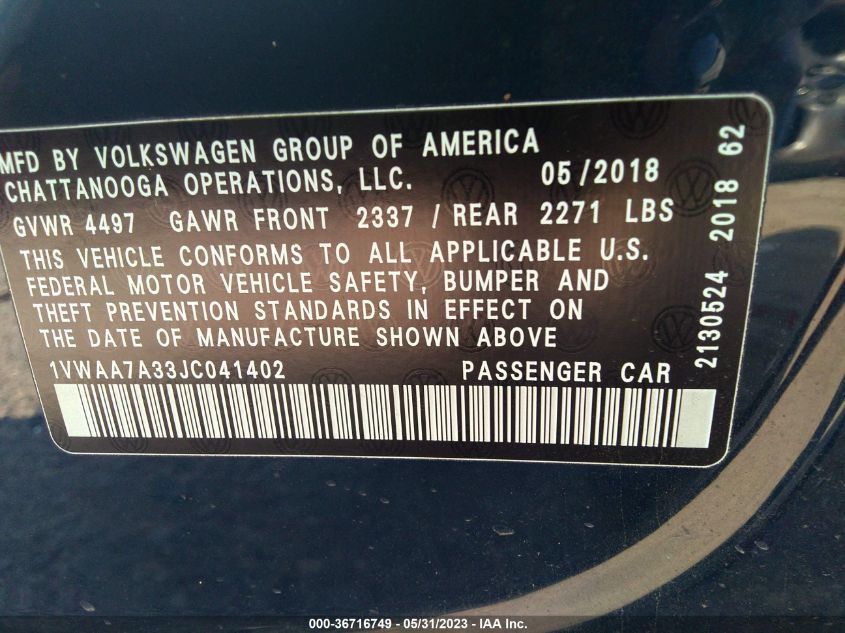 MFD BY VOLKSWAGEN GROUP OF AMERICA
CHATTANOOGA OPERATIONS, LLC. 05/2018
GVWR 4497 GAWR FRONT 2337 / REAR 2271 LBS
THIS VEHICLE CONFORMS TO ALL APPLICABLE U.S.
FEDERAL MOTOR VEHICLE SAFETY, BUMPER AND
THEFT PREVENTION STANDARDS IN EFFECT ON
THE DATE OF MANUFACTURE SHOWN ABOVE
1VWAA7A33JC041402 PASSENGER CAR
2130524 2018 62
000-36716749 - 05/31/2023 - IAA Inc.